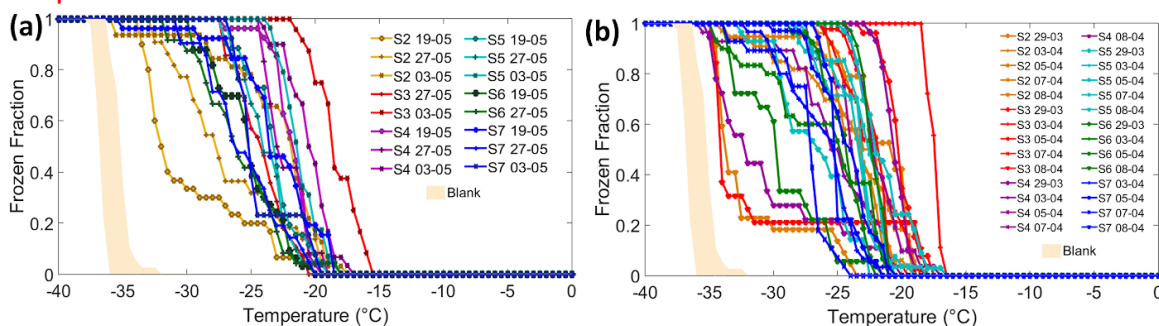 (a)
Frozen Fraction
1
0.8
0.6
0.4
0.2
0
-40 -35 -30 -25 -20 -15 -10 -5 0
Temperature (°C)
S2 19-05
S2 27-05
S2 03-05
S3 27-05
S3 03-05
S4 19-05
S4 27-05
S4 03-05
S5 19-05
S5 27-05
S5 03-05
S6 19-05
S6 27-05
S7 19-05
S7 27-05
S7 03-05
Blank
(b)
Frozen Fraction
1
0.8
0.6
0.4
0.2
0
-40 -35 -30 -25 -20 -15 -10 -5 0
Temperature (°C)
S2 29-03
S2 03-04
S2 05-04
S2 07-04
S2 08-04
S3 29-03
S3 03-04
S3 05-04
S3 07-04
S3 08-04
S4 29-03
S4 03-04
S4 05-04
S4 07-04
S4 08-04
S5 29-03
S5 03-04
S5 05-04
S5 07-04
S5 08-04
S6 29-03
S6 05-04
S6 08-04
S7 03-04
S7 05-04
S7 07-04
S7 08-04
Blank